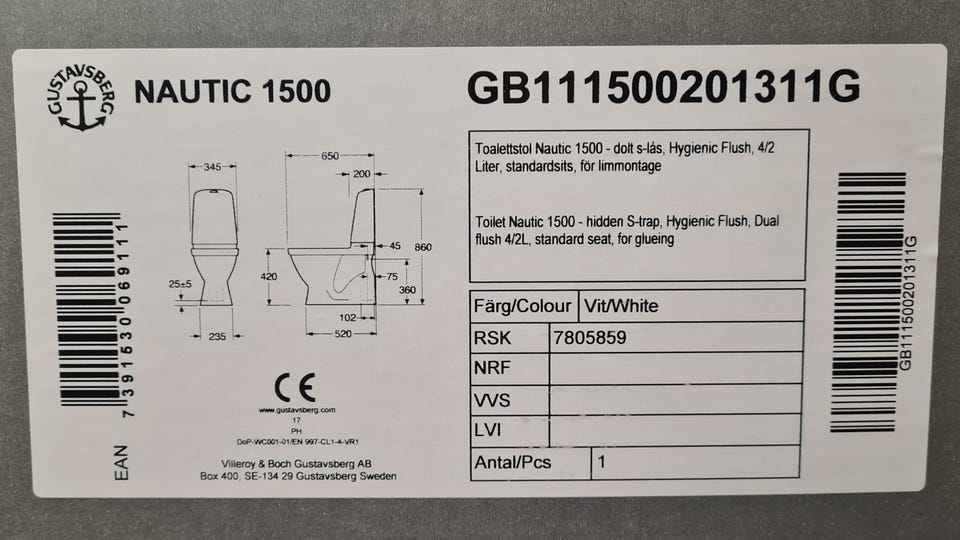 GUSTAVSBERG
NAUTIC 1500
GB111500201311G
345
650
200
45
860
420
75
360
25±5
102
235
520
Toalettstol Nautic 1500 - dolt s-lås, Hygienic Flush, 4/2
Liter, standardsits, för limmontage
Toilet Nautic 1500 - hidden S-trap, Hygienic Flush, Dual
flush 4/2L, standard seat, for glueing
Färg/Colour Vit/White
RSK 7805859
NRF
VVS
LVI
Antal/Pcs 1
CE
www.gustavsberg.com
17
PH
DoP-WC001-01/EN 997-CL1-4-VR1
Villeroy & Boch Gustavsberg AB
Box 400, SE-134 29 Gustavsberg Sweden
EAN 7391530069111
GB111500201311G